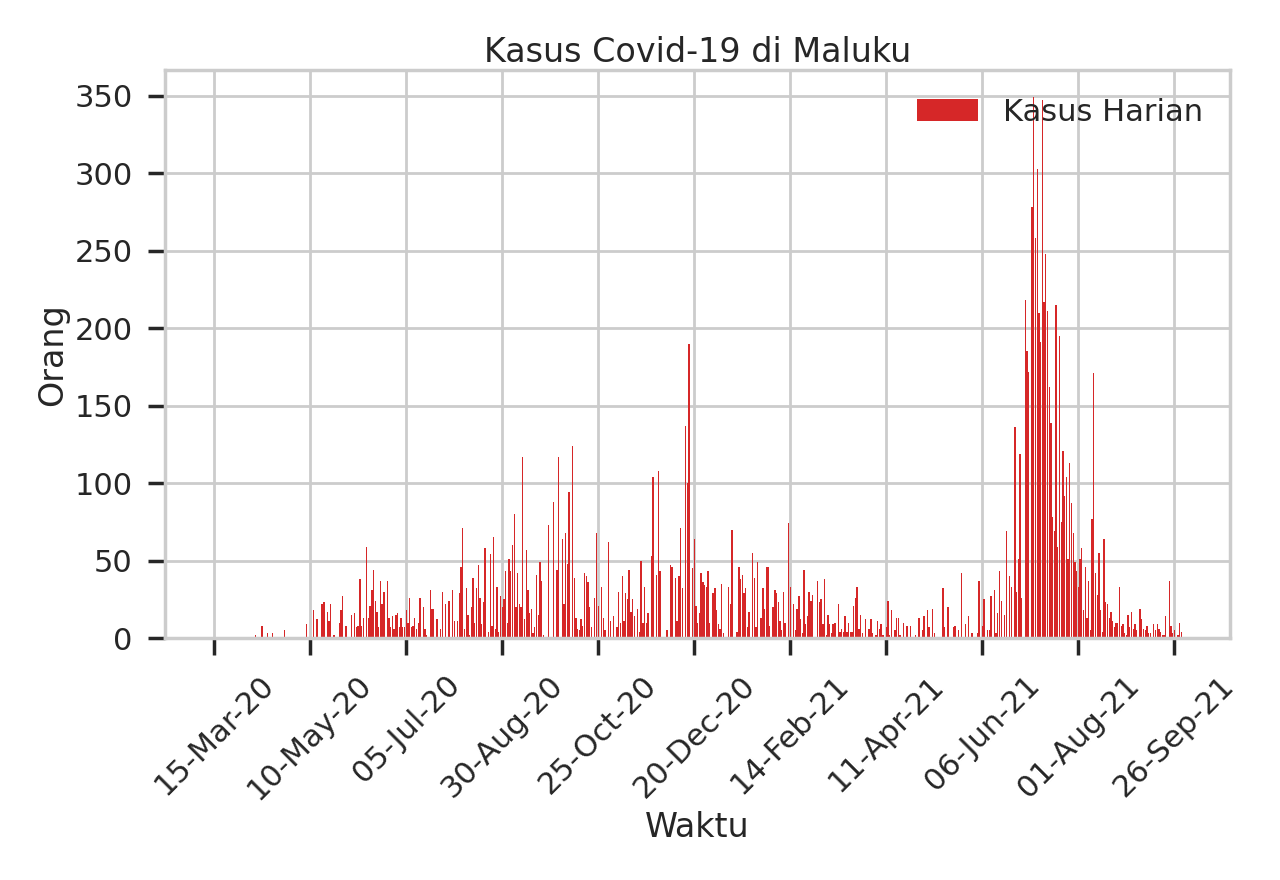 Kasus Covid-19 di Maluku
Kasus Harian
350
300
250
200
150
100
50
0
Orang
15-Mar-20
10-May-20
05-Jul-20
30-Aug-20
25-Oct-20
20-Dec-20
14-Feb-21
11-Apr-21
06-Jun-21
01-Aug-21
26-Sep-21
Waktu